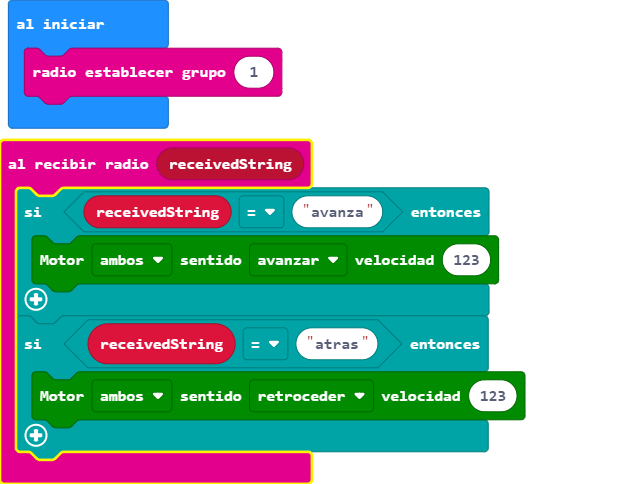 al iniciar
radio establecer grupo 1
al recibir radio receivedString
si receivedString = "avanza" entonces
Motor ambos sentido avanzar velocidad 123
si receivedString = "atras" entonces
Motor ambos sentido retroceder velocidad 123